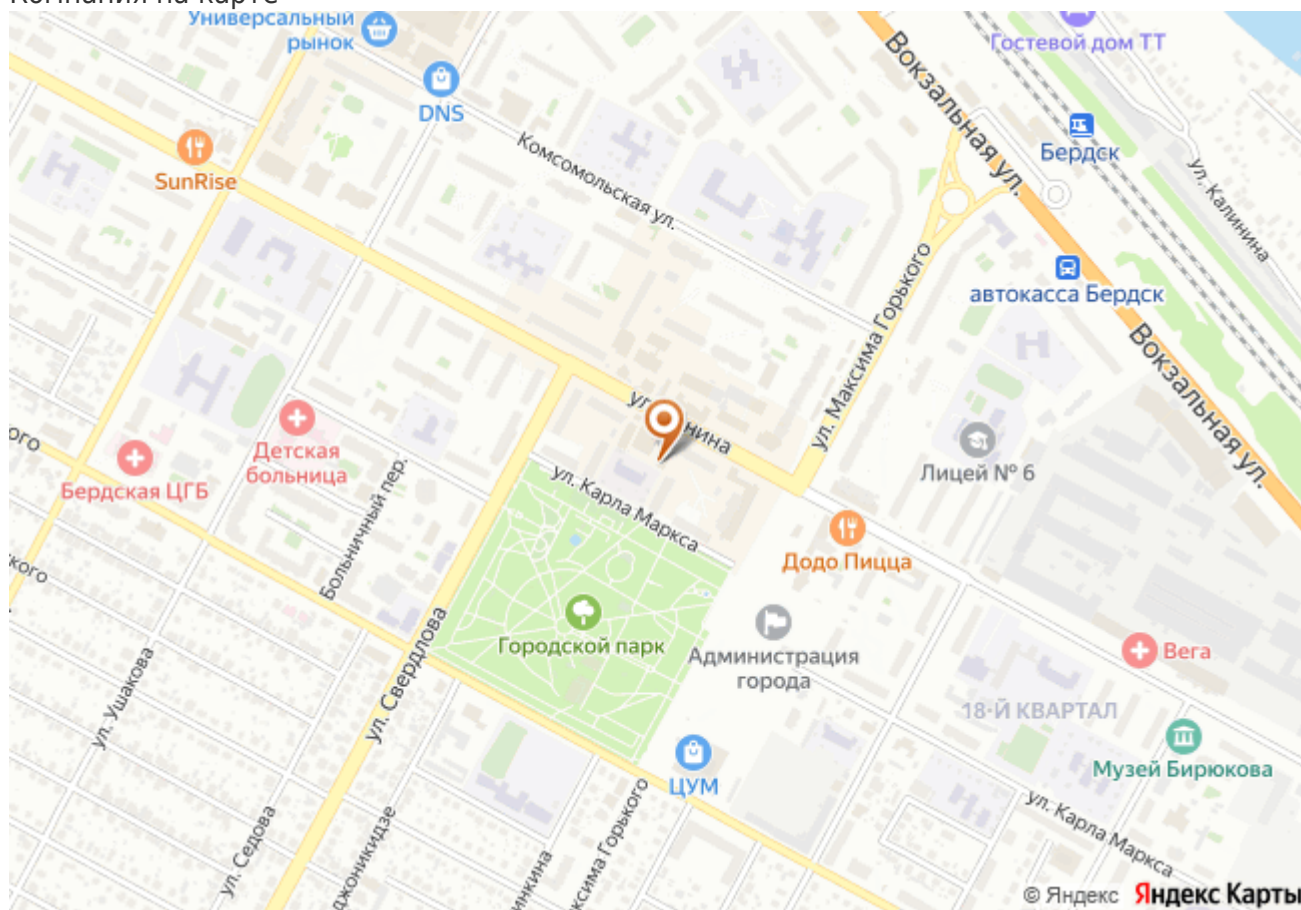 Компания на карте
Универсальный
рынок
DNS
Гостевой дом ТТ
Вокзальная ул.
Бердск
ул. Калинина
SunRise
Комсомольская ул.
автокасса Бердск
ул. Максима Горького
Вокзальная ул.
Детская
больница
Бердская ЦГБ
Больничный пер.
ул. Карла Маркса
Лицей № 6
Додо Пицца
Городской парк
Администрация
города
Вега
18-Й КВАРТАЛ
Музей Бирюкова
ул. Ушакова
ул. Свердлова
ЦУМ
ул. Седова
ул. Карла Маркса
© Яндекс Яндекс Карты